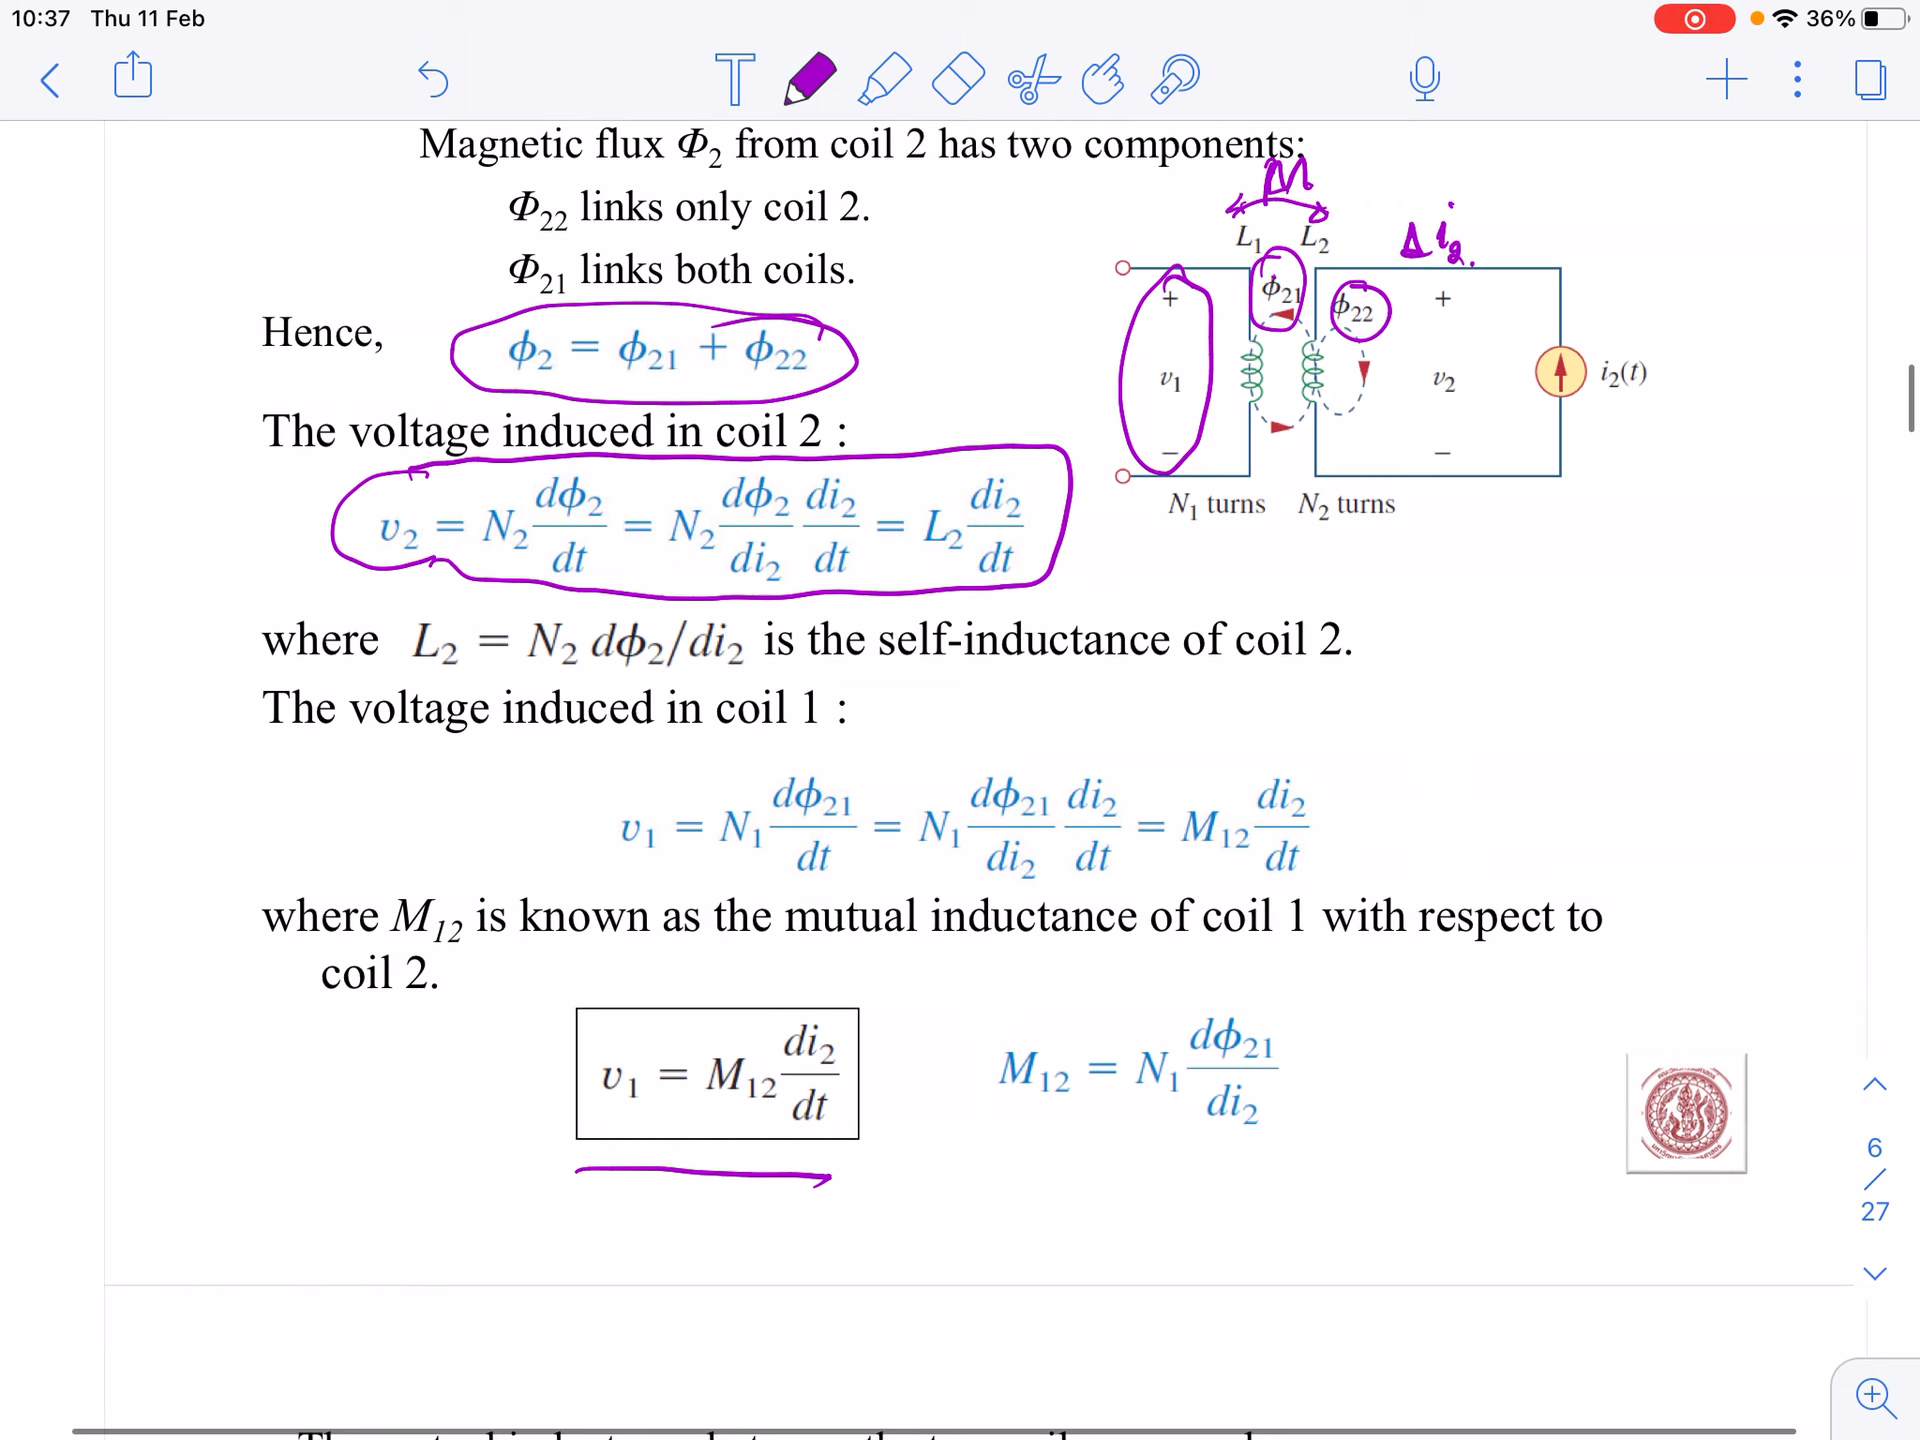 10:37 Thu 11 Feb
36%
Magnetic flux Φ₂ from coil 2 has two components;
Φ₂₂ links only coil 2.
Φ₂₁ links both coils.
Hence, ϕ₂ = ϕ₂₁ + ϕ₂₂
M
L₁ L₂
Δi₂
+ ϕ₂₁ ϕ₂₂ +
v₁ v₂ i₂(t)
− −
N₁ turns N₂ turns
The voltage induced in coil 2 :
v₂ = N₂ dϕ₂/dt = N₂ dϕ₂/di₂ di₂/dt = L₂ di₂/dt
where L₂ = N₂ dϕ₂/di₂ is the self-inductance of coil 2.
The voltage induced in coil 1 :
v₁ = N₁ dϕ₂₁/dt = N₁ dϕ₂₁/di₂ di₂/dt = M₁₂ di₂/dt
where M₁₂ is known as the mutual inductance of coil 1 with respect to
coil 2.
v₁ = M₁₂ di₂/dt
M₁₂ = N₁ dϕ₂₁/di₂
6
/
27